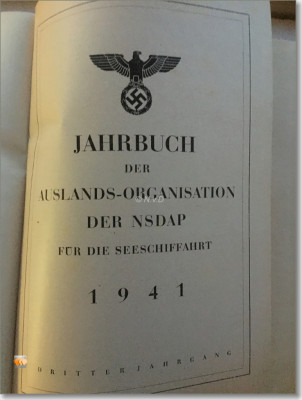 JAHRBUCH
DER
AUSLANDS-ORGANISATION
DER NSDAP
FÜR DIE SEESCHIFFAHRT
1941
DRITTER JAHRGANG